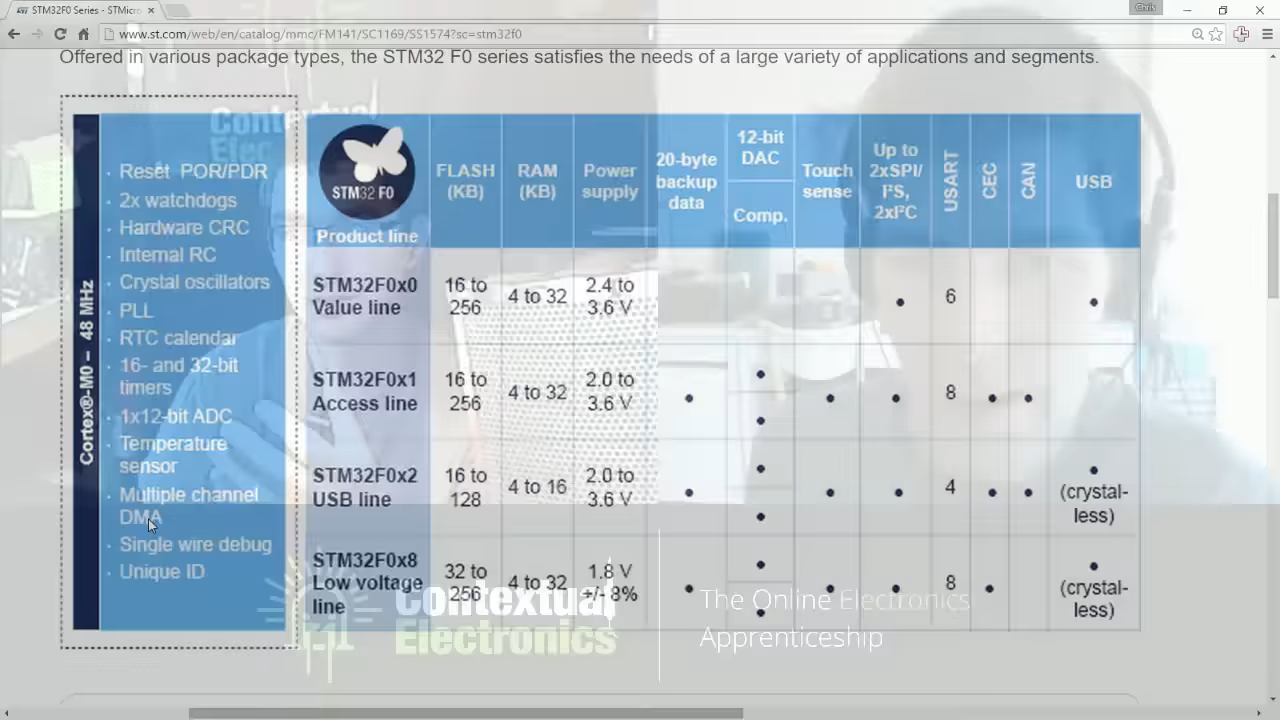 STM32F0 Series - STMicro
Chris
www.st.com/web/en/catalog/mmc/FM141/SC1169/SS1574?sc=stm32f0
Offered in various package types, the STM32 F0 series satisfies the needs of a large variety of applications and segments.
Contextual
Elec
Cortex®-M0 – 48 MHz
· Reset POR/PDR
· 2x watchdogs
· Hardware CRC
· Internal RC
· Crystal oscillators
· PLL
· RTC calendar
· 16- and 32-bit
timers
· 1x12-bit ADC
· Temperature
sensor
· Multiple channel
DMA
· Single wire debug
· Unique ID
STM32 F0
Product line
FLASH
(KB)
RAM
(KB)
Power
supply
20-byte
backup
data
12-bit
DAC
Comp.
Touch
sense
Up to
2xSPI/
I²S,
2xI²C
USART
CEC
CAN
USB
STM32F0x0
Value line
16 to
256
4 to 32
2.4 to
3.6 V
• 6 •
STM32F0x1
Access line
16 to
256
4 to 32
2.0 to
3.6 V
• • • • • 8 • •
STM32F0x2
USB line
16 to
128
4 to 16
2.0 to
3.6 V
• • • • • 4 • • •
(crystal-
less)
STM32F0x8
Low voltage
line
32 to
256
4 to 32
1.8 V
+/- 8%
• • • • • 8 • •
(crystal-
less)
Contextual
Electronics
The Online Electronics
Apprenticeship